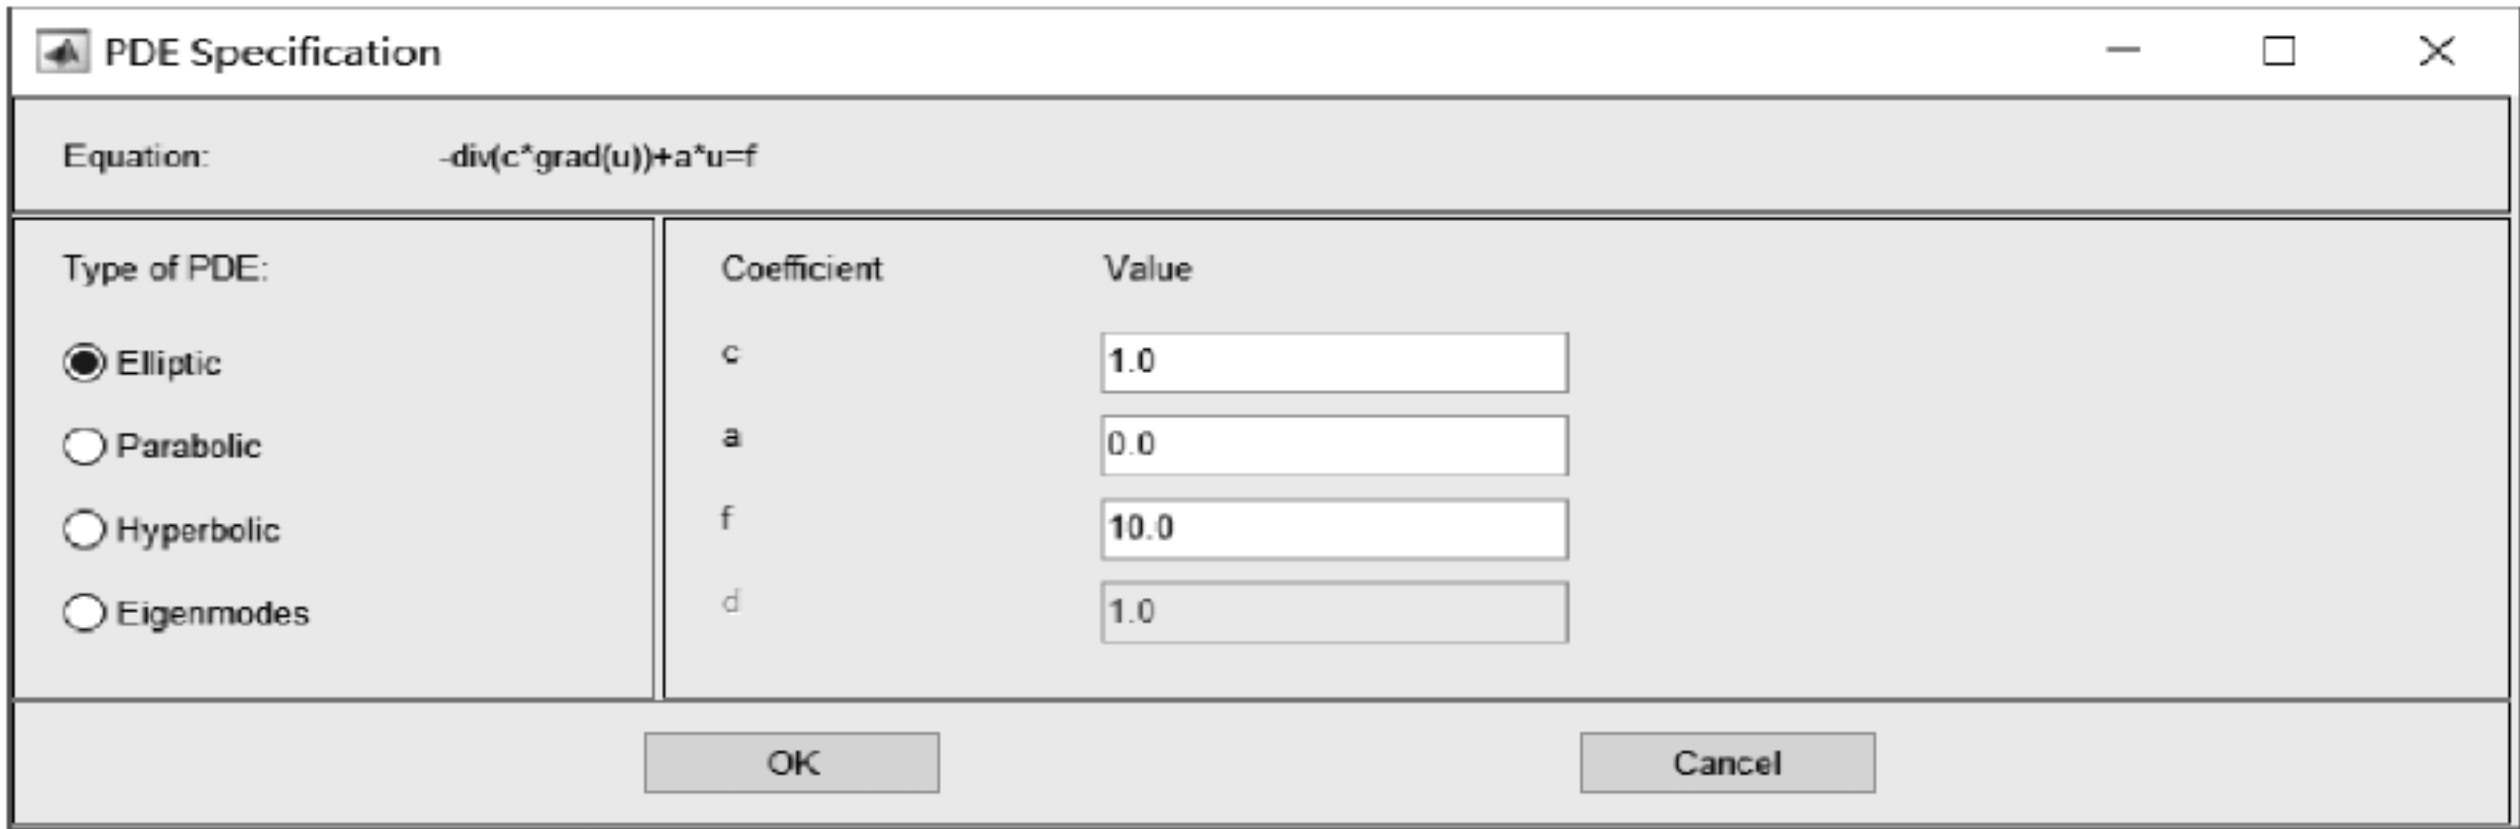 PDE Specification
Equation: -div(c*grad(u))+a*u=f
Type of PDE:
Elliptic
Parabolic
Hyperbolic
Eigenmodes
Coefficient Value
c 1.0
a 0.0
f 10.0
d 1.0
OK Cancel